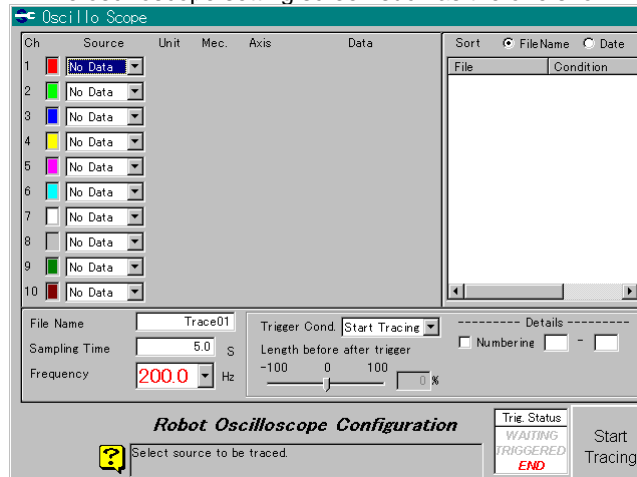 Oscillo Scope
Ch Source Unit Mec. Axis Data
1 No Data
2 No Data
3 No Data
4 No Data
5 No Data
6 No Data
7 No Data
8 No Data
9 No Data
10 No Data
Sort FileName Date
File Condition
File Name Trace01
Sampling Time 5.0 S
Frequency 200.0 Hz
Trigger Cond. Start Tracing
Length before after trigger
-100 0 100
0 %
--------- Details ---------
Numbering -
Robot Oscilloscope Configuration
? Select source to be traced.
Trig. Status
WAITING
TRIGGERED
END
Start
Tracing